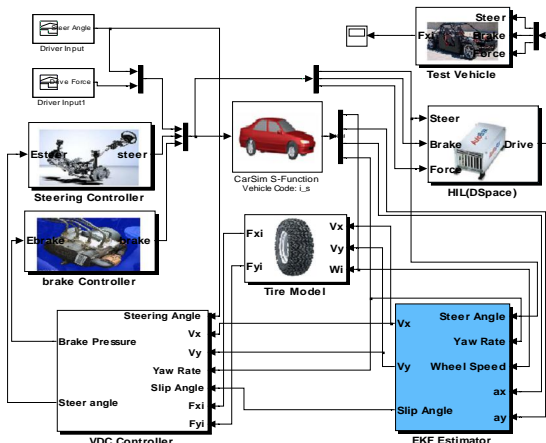 Steer Angle
Driver Input
Drive Force
Driver Input1
Esteer
steer
Steering Controller
Ebrake
brake
brake Controller
CarSim S-Function
Vehicle Code: i_s
Steer
Fxi
Brake
Force
Test Vehicle
Steer
Brake
Force
Drive
HIL(DSpace)
Fxi
Fyi
Vx
Vy
Wi
Tire Model
Steering Angle
Brake Pressure
Vx
Vy
Yaw Rate
Steer angle
Slip Angle
Fxi
Fyi
VDC Controller
Vx
Vy
Slip Angle
Steer Angle
Yaw Rate
Wheel Speed
ax
ay
EKF Estimator